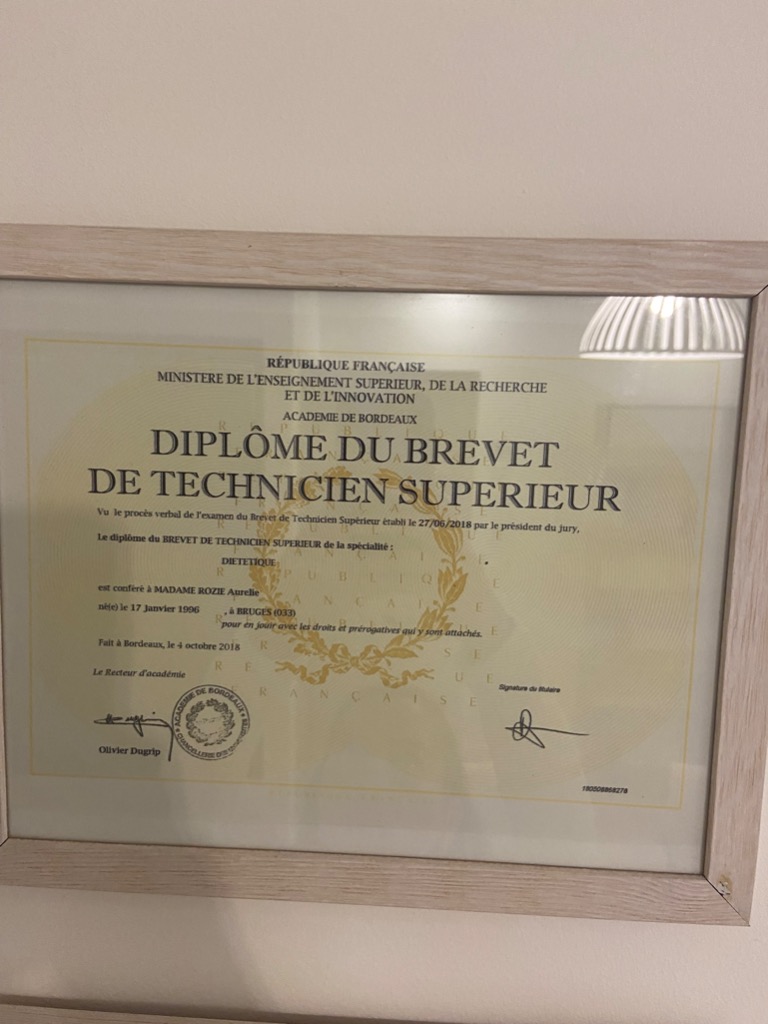 RÉPUBLIQUE FRANÇAISE
MINISTERE DE L'ENSEIGNEMENT SUPERIEUR, DE LA RECHERCHE
ET DE L'INNOVATION
ACADEMIE DE BORDEAUX
DIPLÔME DU BREVET
DE TECHNICIEN SUPERIEUR
Vu le procès verbal de l'examen du Brevet de Technicien Supérieur établi le 27/06/2018 par le président du jury,
Le diplôme du BREVET DE TECHNICIEN SUPERIEUR de la spécialité :
DIETETIQUE
est conféré à MADAME ROZIE Aurelie
né(e) le 17 Janvier 1996 , à BRUGES (033)
pour en jouir avec les droits et prérogatives qui y sont attachés.
Fait à Bordeaux, le 4 octobre 2018
Le Recteur d'académie
Signature du titulaire
ACADEMIE DE BORDEAUX
Olivier Dugrip